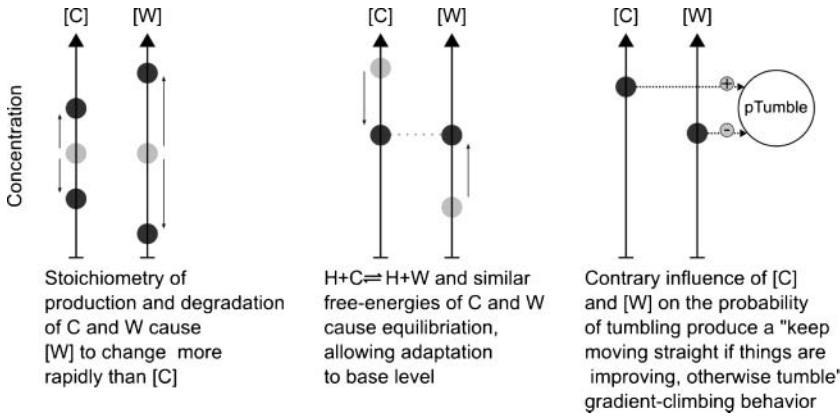 [C]
[W]
[C]
[W]
[C]
[W]
Concentration
+
-
pTumble
Stoichiometry of
production and degradation
of C and W cause
[W] to change more
rapidly than [C]
H+C⇌H+W and similar
free-energies of C and W
cause equilibriation,
allowing adaptation
to base level
Contrary influence of [C]
and [W] on the probability
of tumbling produce a "keep
moving straight if things are
improving, otherwise tumble"
gradient-climbing behavior